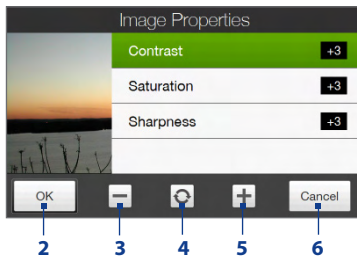 Image Properties
Contrast +3
Saturation +3
Sharpness +3
OK Cancel
2 3 4 5 6